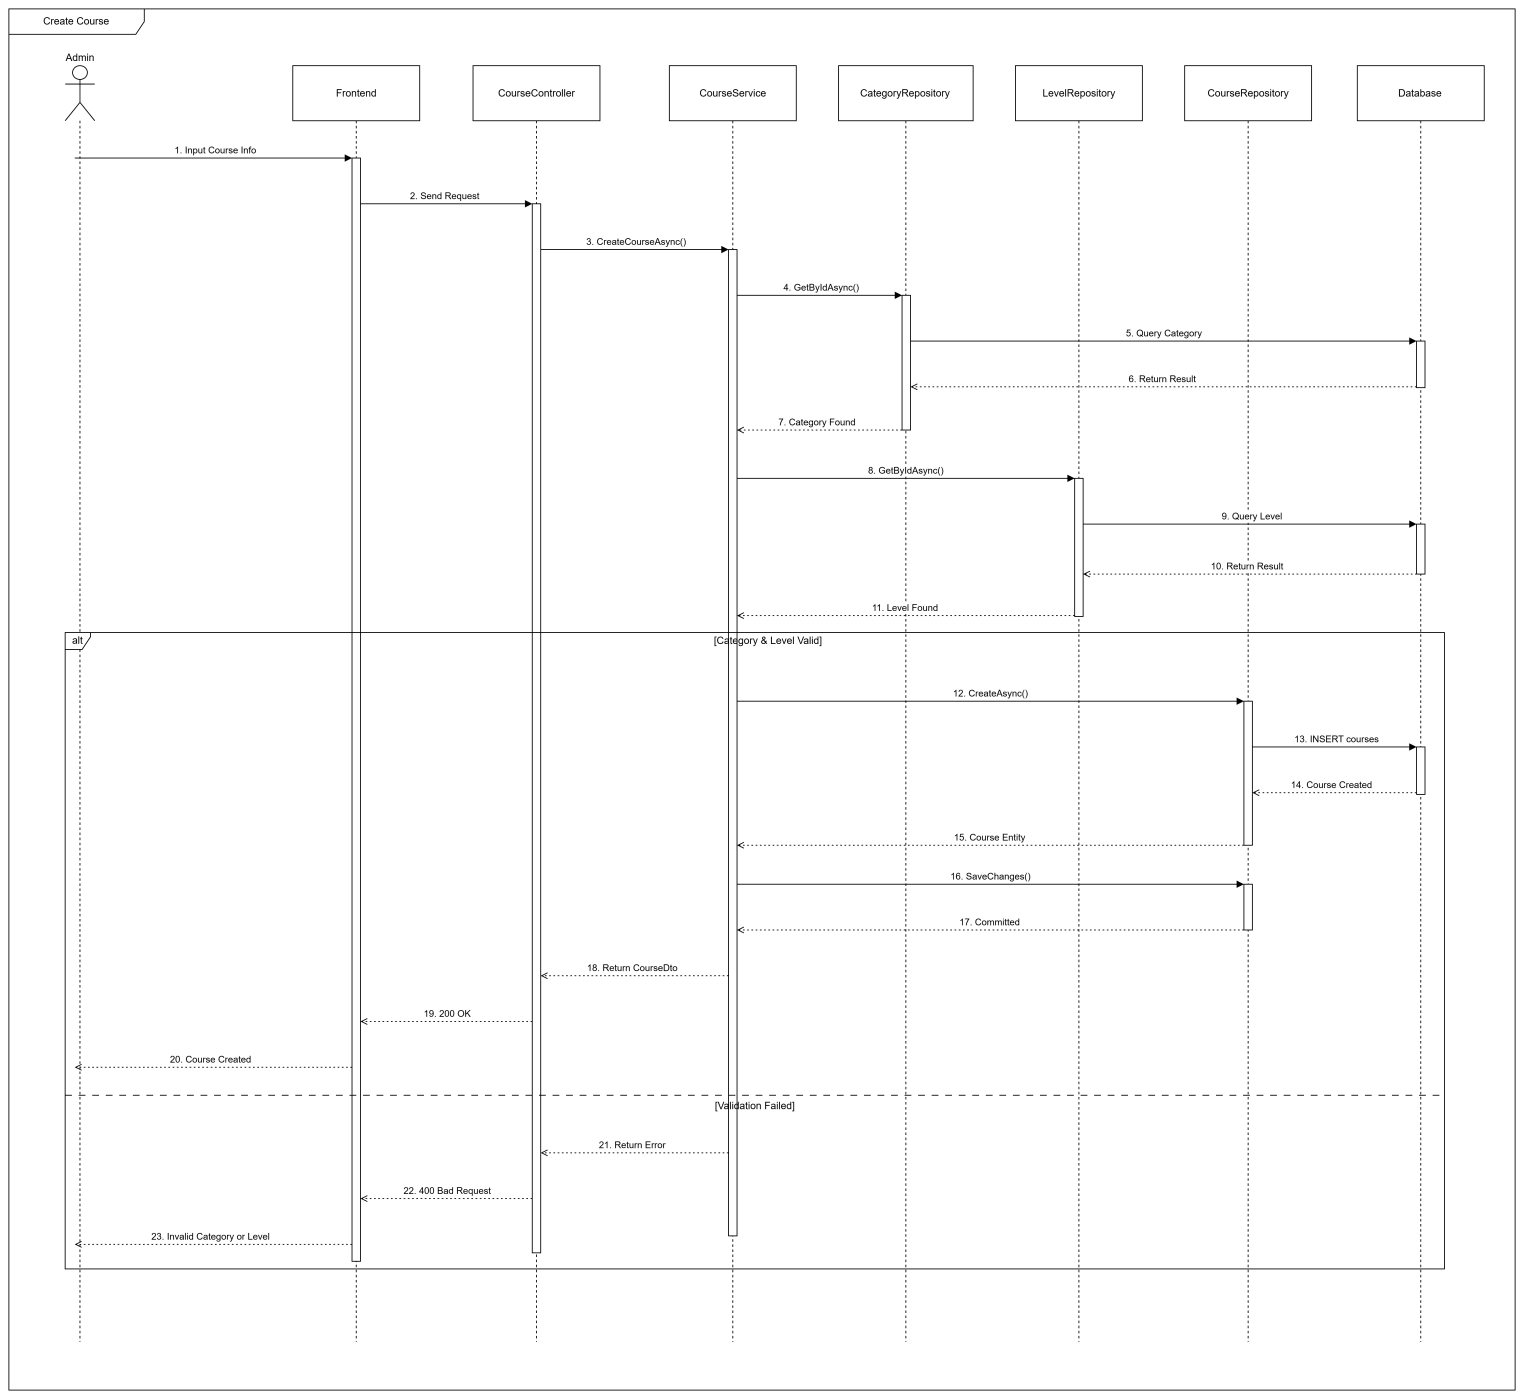 Create Course
Admin
Frontend
CourseController
CourseService
CategoryRepository
LevelRepository
CourseRepository
Database
1. Input Course Info
2. Send Request
3. CreateCourseAsync()
4. GetByIdAsync()
5. Query Category
6. Return Result
7. Category Found
8. GetByIdAsync()
9. Query Level
10. Return Result
11. Level Found
alt
[Category & Level Valid]
12. CreateAsync()
13. INSERT courses
14. Course Created
15. Course Entity
16. SaveChanges()
17. Committed
18. Return CourseDto
19. 200 OK
20. Course Created
[Validation Failed]
21. Return Error
22. 400 Bad Request
23. Invalid Category or Level